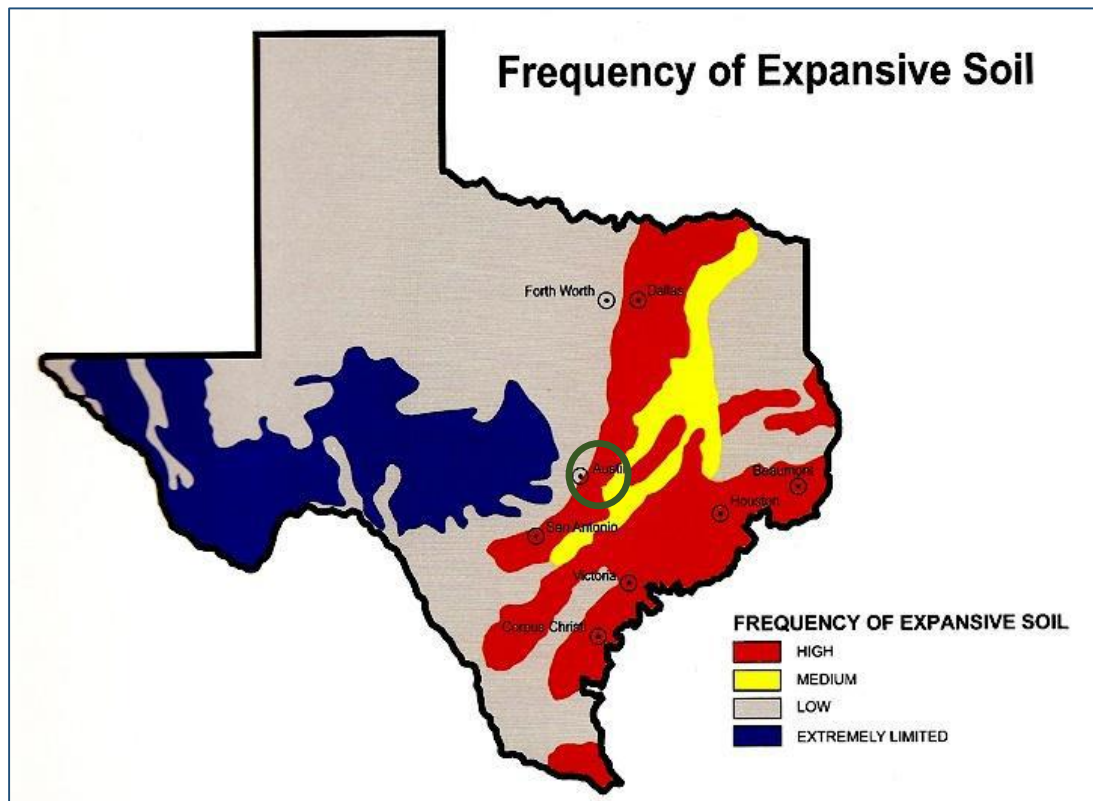 Frequency of Expansive Soil
Forth Worth
Dallas
Austin
Beaumont
Houston
San Antonio
Victoria
Corpus Christi
FREQUENCY OF EXPANSIVE SOIL
HIGH
MEDIUM
LOW
EXTREMELY LIMITED